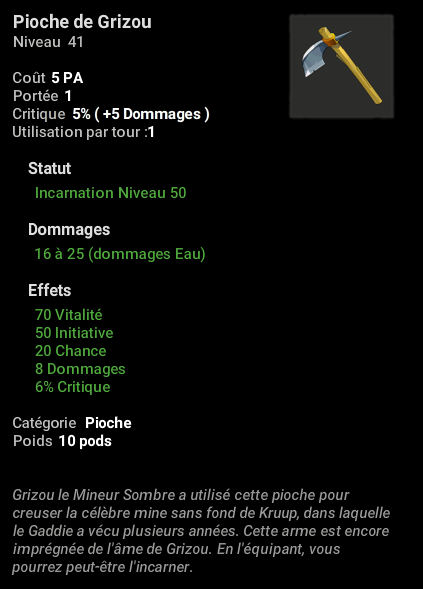 Pioche de Grizou
Niveau 41
Coût 5 PA
Portée 1
Critique 5% ( +5 Dommages )
Utilisation par tour :1
Statut
Incarnation Niveau 50
Dommages
16 à 25 (dommages Eau)
Effets
70 Vitalité
50 Initiative
20 Chance
8 Dommages
6% Critique
Catégorie Pioche
Poids 10 pods
Grizou le Mineur Sombre a utilisé cette pioche pour
creuser la célèbre mine sans fond de Kruup, dans laquelle
le Gaddie a vécu plusieurs années. Cette arme est encore
imprégnée de l'âme de Grizou. En l'équipant, vous
pourrez peut-être l'incarner.